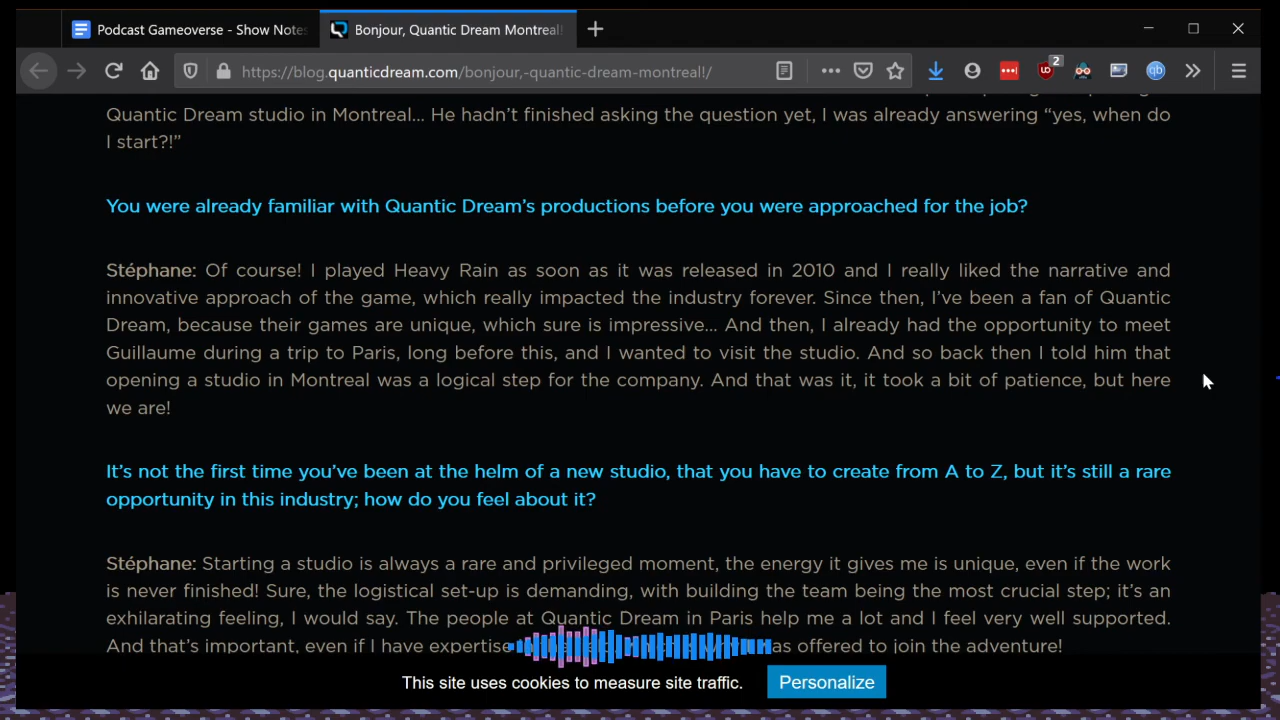 Podcast Gameoverse - Show Notes
Bonjour, Quantic Dream Montreal!
https://blog.quanticdream.com/bonjour,-quantic-dream-montreal!/
2
Quantic Dream studio in Montreal... He hadn't finished asking the question yet, I was already answering “yes, when do
I start?!”
You were already familiar with Quantic Dream's productions before you were approached for the job?
Stéphane: Of course! I played Heavy Rain as soon as it was released in 2010 and I really liked the narrative and
innovative approach of the game, which really impacted the industry forever. Since then, I've been a fan of Quantic
Dream, because their games are unique, which sure is impressive... And then, I already had the opportunity to meet
Guillaume during a trip to Paris, long before this, and I wanted to visit the studio. And so back then I told him that
opening a studio in Montreal was a logical step for the company. And that was it, it took a bit of patience, but here
we are!
It's not the first time you've been at the helm of a new studio, that you have to create from A to Z, but it's still a rare
opportunity in this industry; how do you feel about it?
Stéphane: Starting a studio is always a rare and privileged moment, the energy it gives me is unique, even if the work
is never finished! Sure, the logistical set-up is demanding, with building the team being the most crucial step; it's an
exhilarating feeling, I would say. The people at Quantic Dream in Paris help me a lot and I feel very well supported.
And that's important, even if I have expertise as offered to join the adventure!
This site uses cookies to measure site traffic.
Personalize